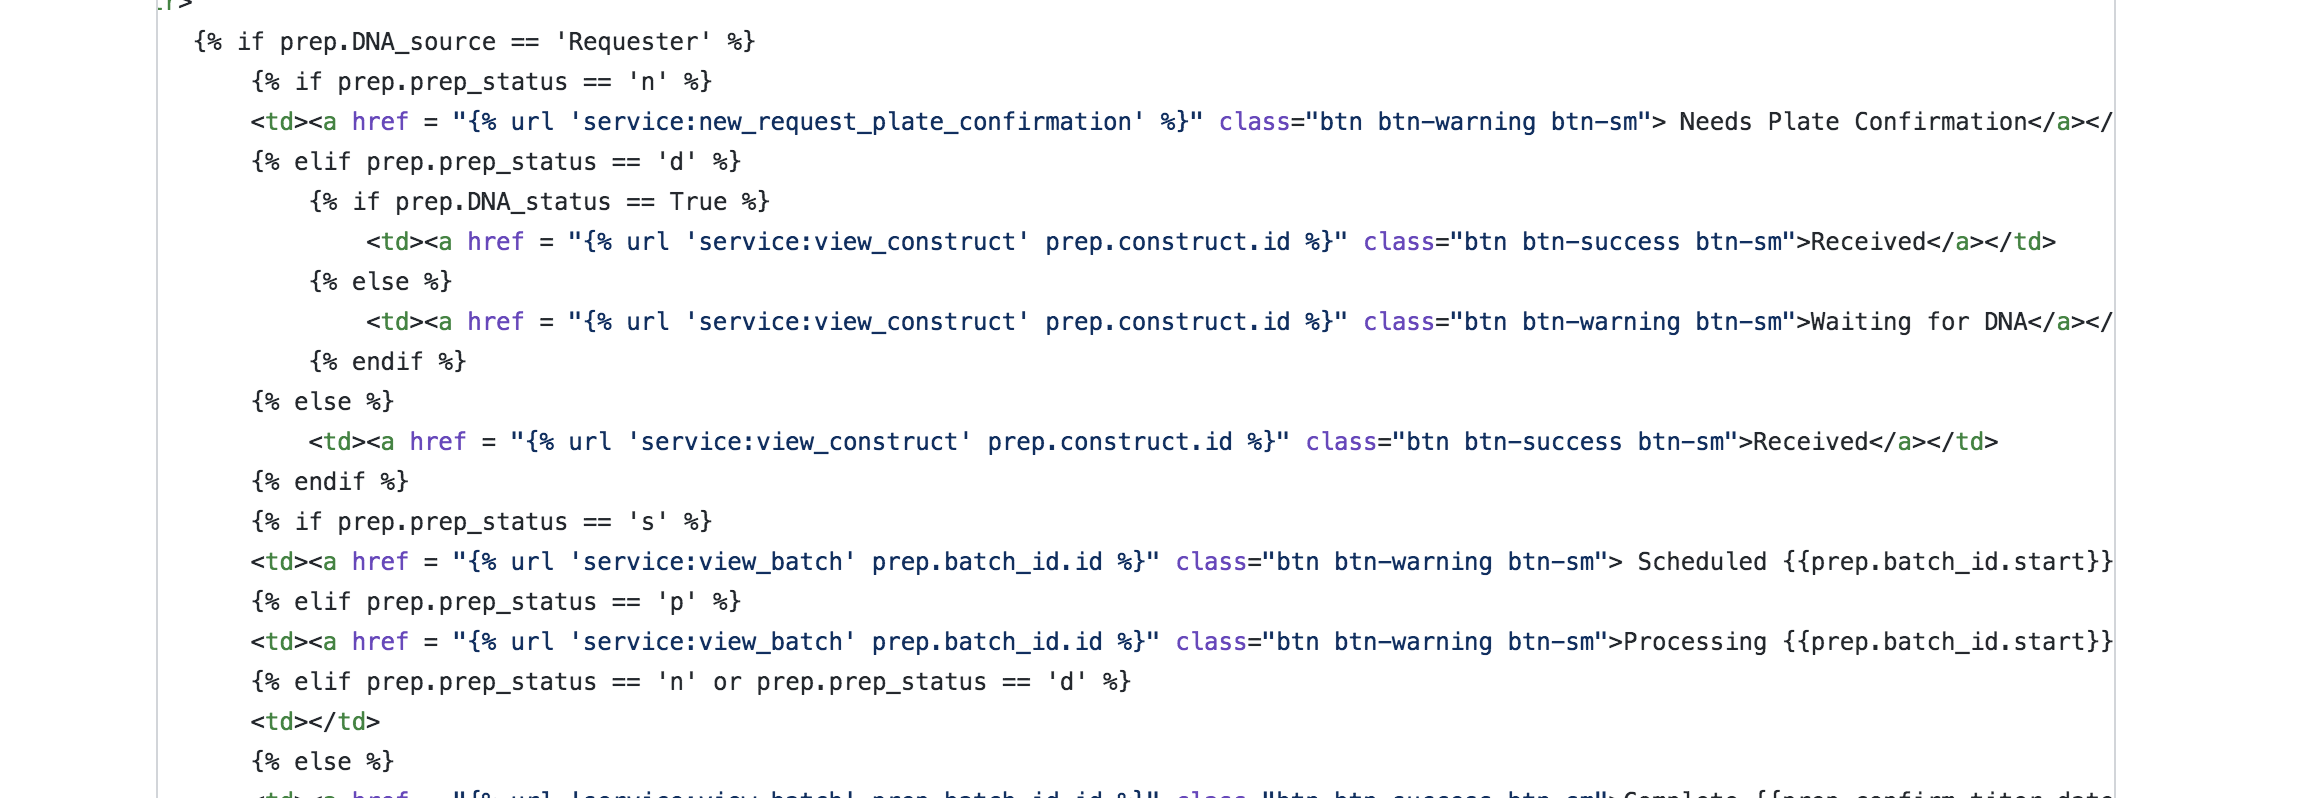 {% if prep.DNA_source == 'Requester' %}
{% if prep.prep_status == 'n' %}
<td><a href = "{% url 'service:new_request_plate_confirmation' %}" class="btn btn-warning btn-sm"> Needs Plate Confirmation</a></
{% elif prep.prep_status == 'd' %}
{% if prep.DNA_status == True %}
<td><a href = "{% url 'service:view_construct' prep.construct.id %}" class="btn btn-success btn-sm">Received</a></td>
{% else %}
<td><a href = "{% url 'service:view_construct' prep.construct.id %}" class="btn btn-warning btn-sm">Waiting for DNA</a></
{% endif %}
{% else %}
<td><a href = "{% url 'service:view_construct' prep.construct.id %}" class="btn btn-success btn-sm">Received</a></td>
{% endif %}
{% if prep.prep_status == 's' %}
<td><a href = "{% url 'service:view_batch' prep.batch_id.id %}" class="btn btn-warning btn-sm"> Scheduled {{prep.batch_id.start}}
{% elif prep.prep_status == 'p' %}
<td><a href = "{% url 'service:view_batch' prep.batch_id.id %}" class="btn btn-warning btn-sm">Processing {{prep.batch_id.start}}
{% elif prep.prep_status == 'n' or prep.prep_status == 'd' %}
<td></td>
{% else %}